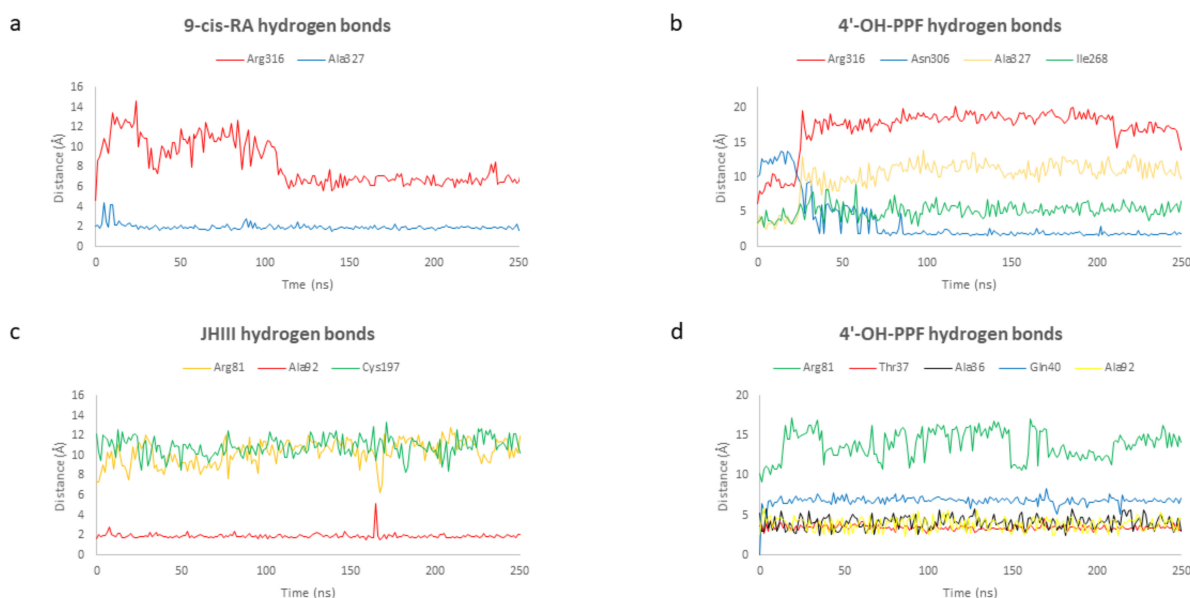 a
9-cis-RA hydrogen bonds
Arg316 Ala327
16
14
12
10
8
6
4
2
0
Distance (Å)
0 50 100 150 200 250
Tme (ns)
b
4'-OH-PPF hydrogen bonds
Arg316 Asn306 Ala327 Ile268
20
15
10
5
0
Distance (Å)
0 50 100 150 200 250
Time (ns)
c
JHIII hydrogen bonds
Arg81 Ala92 Cys197
16
14
12
10
8
6
4
2
0
Distance (Å)
0 50 100 150 200 250
Time (ns)
d
4'-OH-PPF hydrogen bonds
Arg81 Thr37 Ala36 Gln40 Ala92
20
15
10
5
0
Distance (Å)
0 50 100 150 200 250
Time (ns)